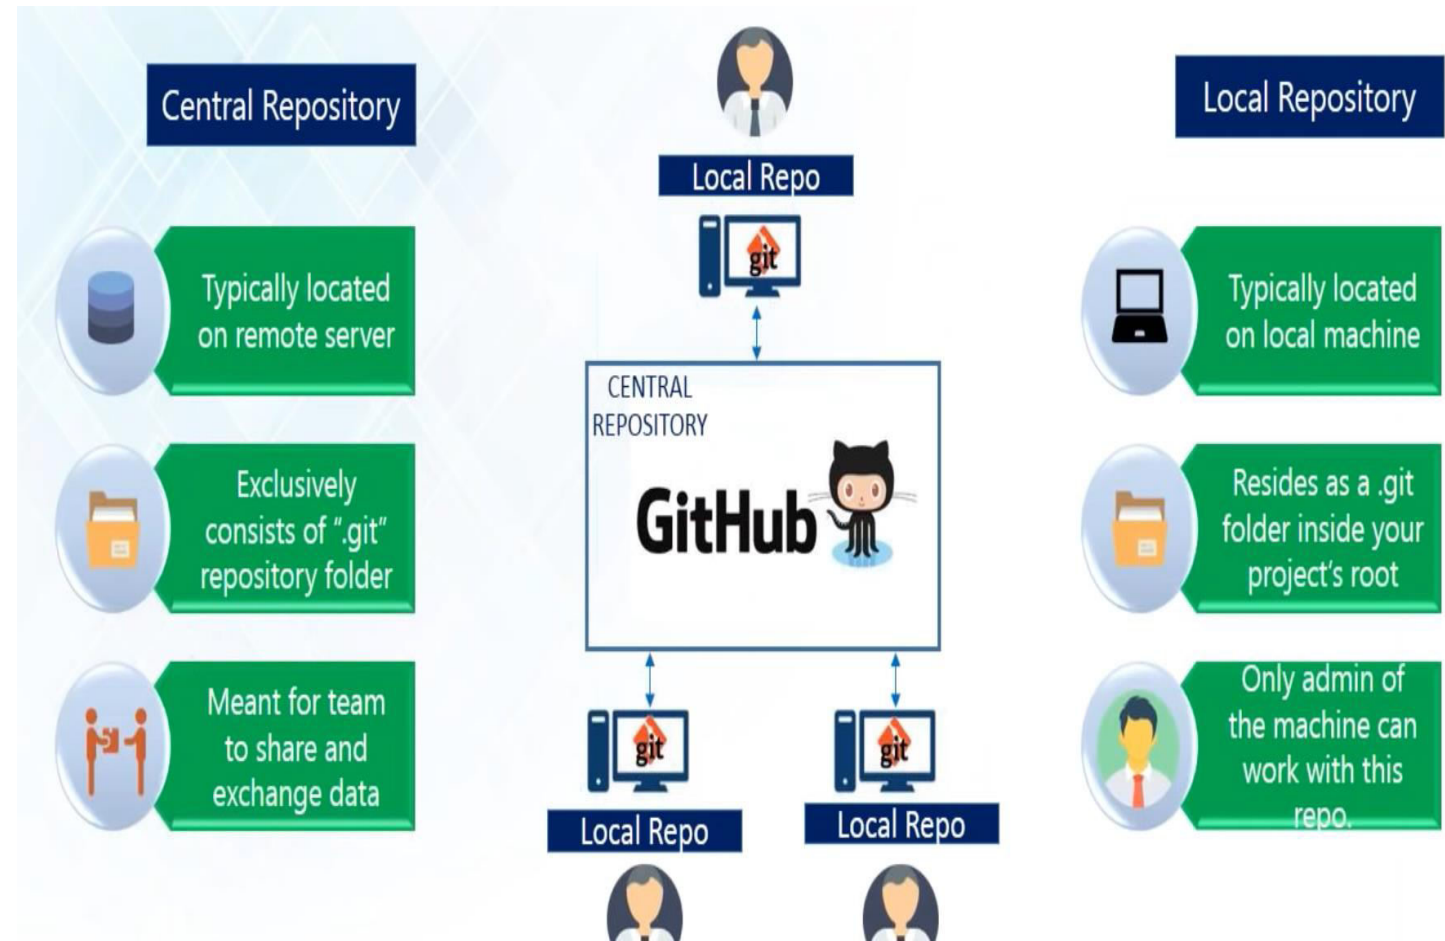 Central Repository
Typically located
on remote server
Exclusively
consists of “.git”
repository folder
Meant for team
to share and
exchange data
Local Repo
git
CENTRAL
REPOSITORY
GitHub
git
git
Local Repo
Local Repo
Local Repository
Typically located
on local machine
Resides as a .git
folder inside your
project’s root
Only admin of
the machine can
work with this
repo.